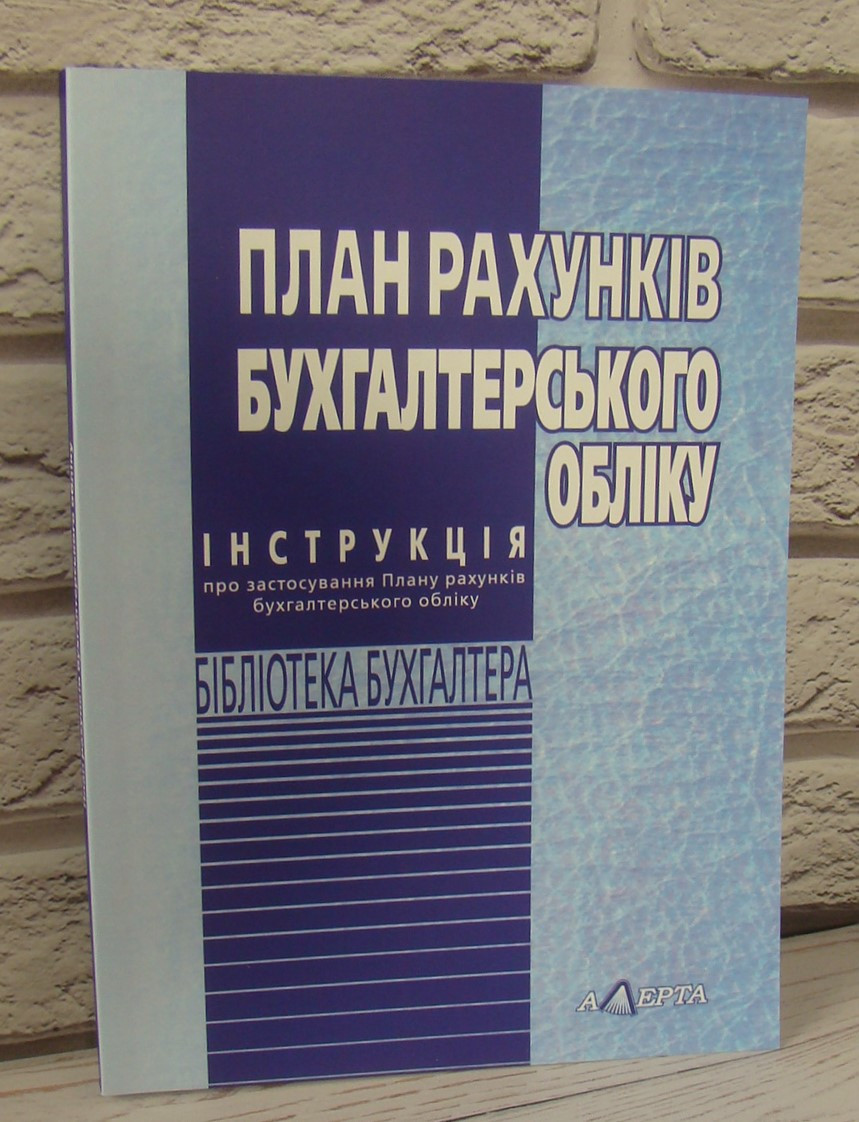 ПЛАН РАХУНКІВ
БУХГАЛТЕРСЬКОГО
ОБЛІКУ
ІНСТРУКЦІЯ
про застосування Плану рахунків
бухгалтерського обліку
БІБЛІОТЕКА БУХГАЛТЕРА
АЛЕРТА